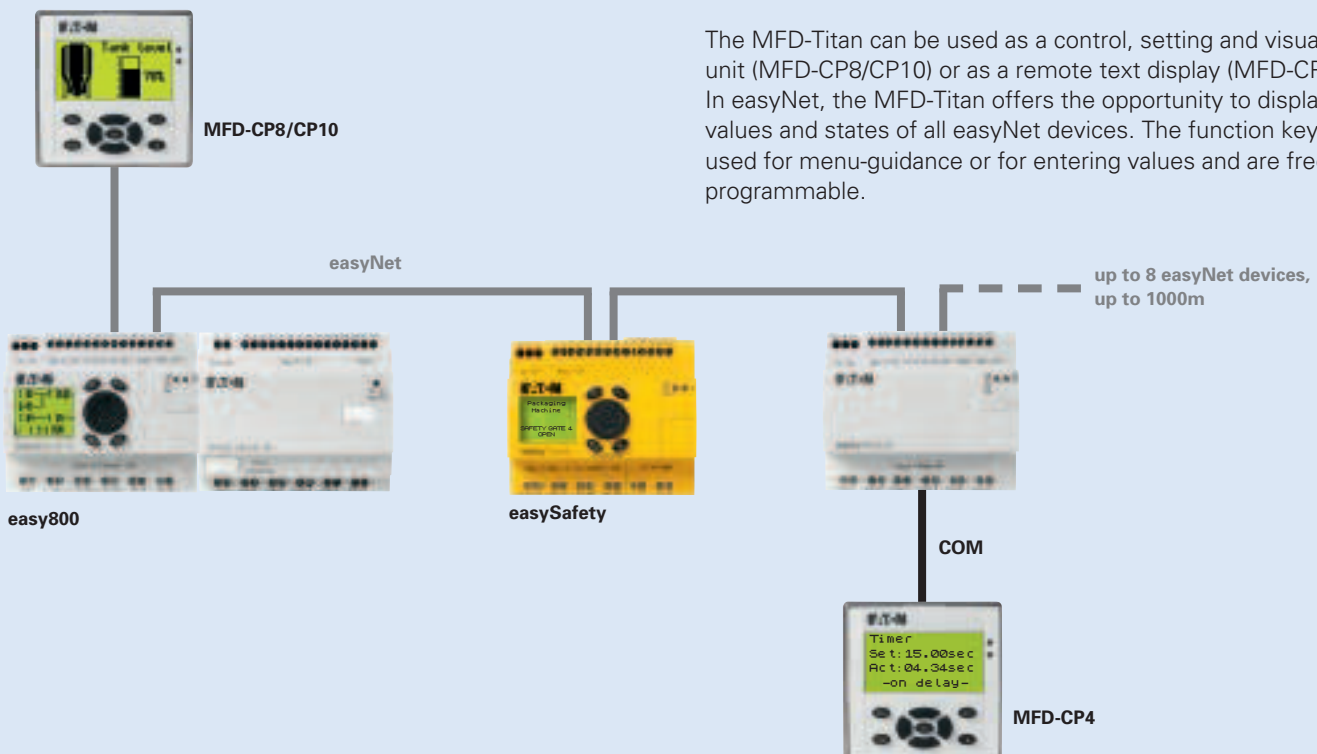 The MFD-Titan can be used as a control, setting and visua
unit (MFD-CP8/CP10) or as a remote text display (MFD-CP
In easyNet, the MFD-Titan offers the opportunity to displa
values and states of all easyNet devices. The function key
used for menu-guidance or for entering values and are fre
programmable.
E·T·N
Tank level
70%
MFD-CP8/CP10
easyNet
up to 8 easyNet devices,
up to 1000m
E·T·N
E·T·N
E·T·N
Packaging
Machine
SAFETY GATE 4
OPEN
E·T·N
easy800
easySafety
COM
E·T·N
Timer
Set:15.00sec
Act:04.34sec
-on delay-
MFD-CP4